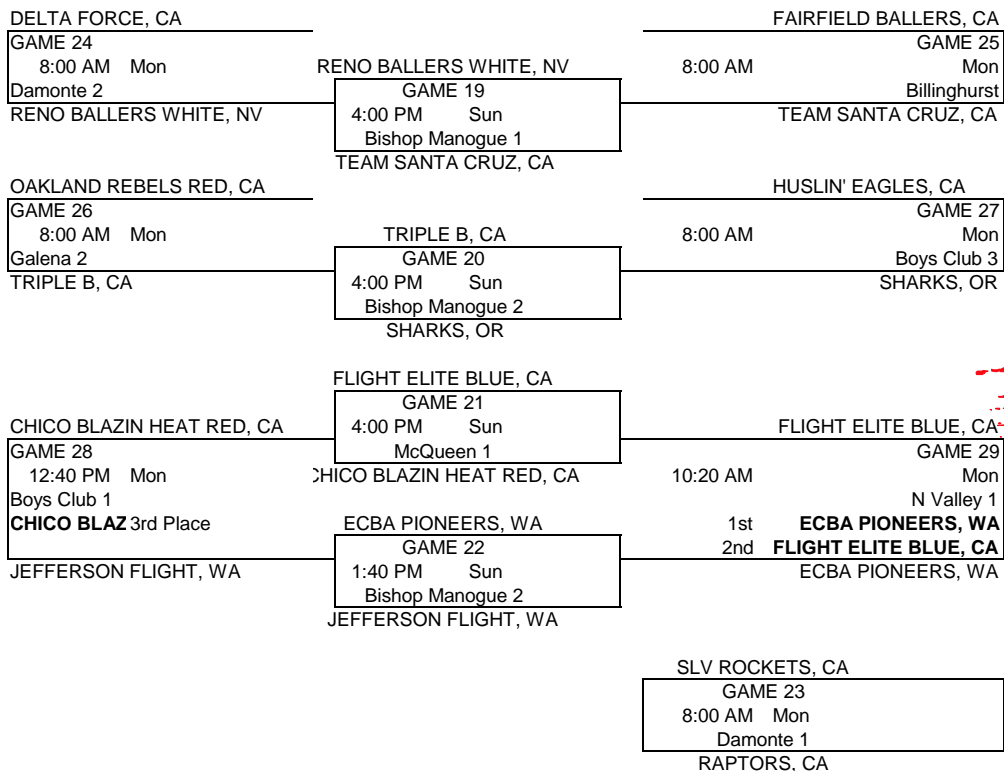 DELTA FORCE, CA
FAIRFIELD BALLERS, CA
GAME 24
GAME 25
8:00 AM Mon
RENO BALLERS WHITE, NV
8:00 AM Mon
Damonte 2
GAME 19
Billinghurst
RENO BALLERS WHITE, NV
4:00 PM Sun
TEAM SANTA CRUZ, CA
Bishop Manogue 1
TEAM SANTA CRUZ, CA
OAKLAND REBELS RED, CA
HUSLIN' EAGLES, CA
GAME 26
GAME 27
8:00 AM Mon
TRIPLE B, CA
8:00 AM Mon
Galena 2
GAME 20
Boys Club 3
TRIPLE B, CA
4:00 PM Sun
SHARKS, OR
Bishop Manogue 2
SHARKS, OR
FLIGHT ELITE BLUE, CA
GAME 21
CHICO BLAZIN HEAT RED, CA
4:00 PM Sun
FLIGHT ELITE BLUE, CA
GAME 28
McQueen 1
GAME 29
12:40 PM Mon
CHICO BLAZIN HEAT RED, CA
10:20 AM Mon
Boys Club 1
N Valley 1
CHICO BLAZ 3rd Place
ECBA PIONEERS, WA
1st ECBA PIONEERS, WA
GAME 22
2nd FLIGHT ELITE BLUE, CA
JEFFERSON FLIGHT, WA
1:40 PM Sun
ECBA PIONEERS, WA
Bishop Manogue 2
JEFFERSON FLIGHT, WA
SLV ROCKETS, CA
GAME 23
8:00 AM Mon
Damonte 1
RAPTORS, CA